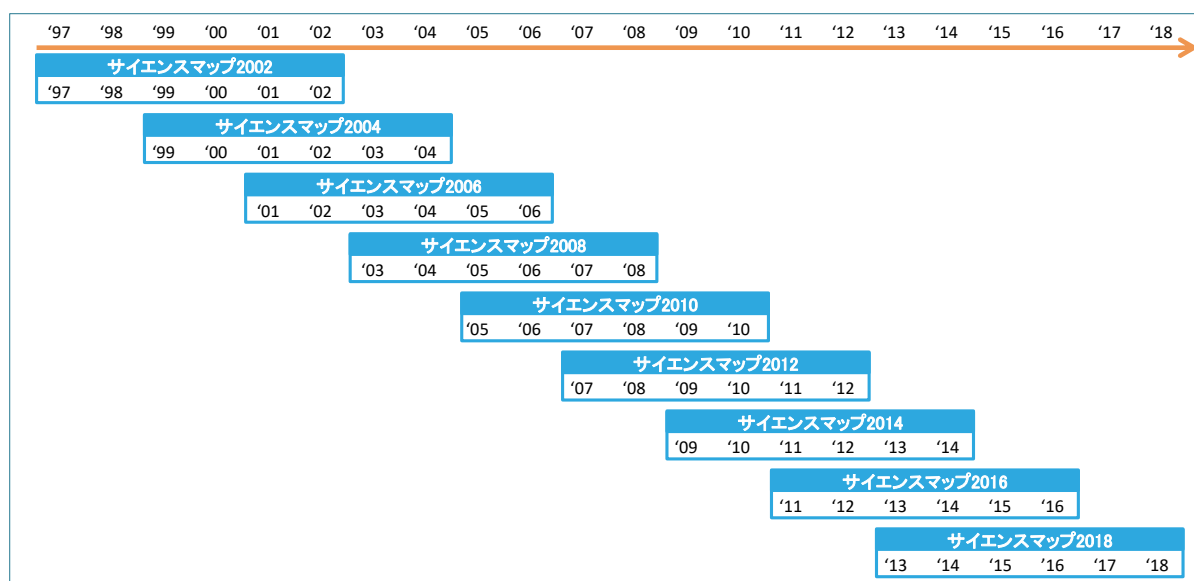 ‘97 ‘98 ‘99 ‘00 ‘01 ‘02 ‘03 ‘04 ‘05 ‘06 ‘07 ‘08 ‘09 ‘10 ‘11 ‘12 ‘13 ‘14 ‘15 ‘16 ‘17 ‘18
サイエンスマップ2002
‘97 ‘98 ‘99 ‘00 ‘01 ‘02
サイエンスマップ2004
‘99 ‘00 ‘01 ‘02 ‘03 ‘04
サイエンスマップ2006
‘01 ‘02 ‘03 ‘04 ‘05 ‘06
サイエンスマップ2008
‘03 ‘04 ‘05 ‘06 ‘07 ‘08
サイエンスマップ2010
‘05 ‘06 ‘07 ‘08 ‘09 ‘10
サイエンスマップ2012
‘07 ‘08 ‘09 ‘10 ‘11 ‘12
サイエンスマップ2014
‘09 ‘10 ‘11 ‘12 ‘13 ‘14
サイエンスマップ2016
‘11 ‘12 ‘13 ‘14 ‘15 ‘16
サイエンスマップ2018
‘13 ‘14 ‘15 ‘16 ‘17 ‘18